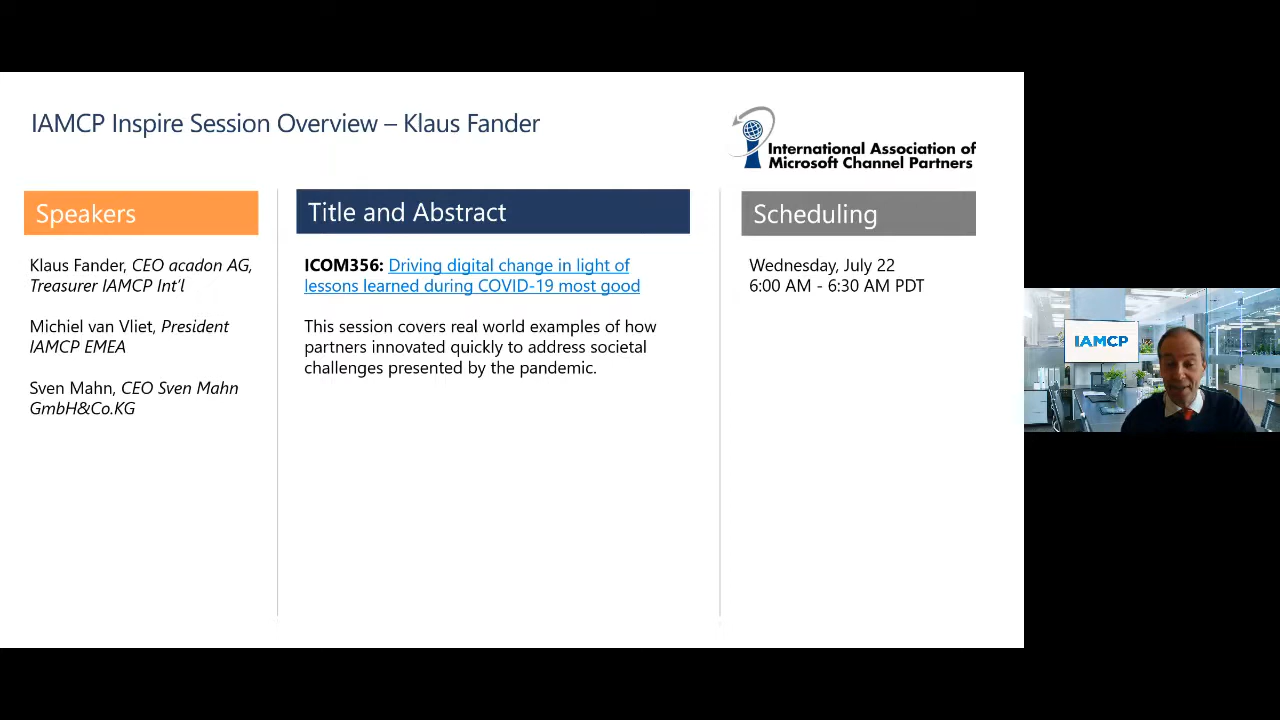 IAMCP Inspire Session Overview – Klaus Fander
International Association of
Microsoft Channel Partners
Speakers
Klaus Fander, CEO acadon AG,
Treasurer IAMCP Int'l
Michiel van Vliet, President
IAMCP EMEA
Sven Mahn, CEO Sven Mahn
GmbH&Co.KG
Title and Abstract
ICOM356: Driving digital change in light of
lessons learned during COVID-19 most good
This session covers real world examples of how
partners innovated quickly to address societal
challenges presented by the pandemic.
Scheduling
Wednesday, July 22
6:00 AM - 6:30 AM PDT
IAMCP